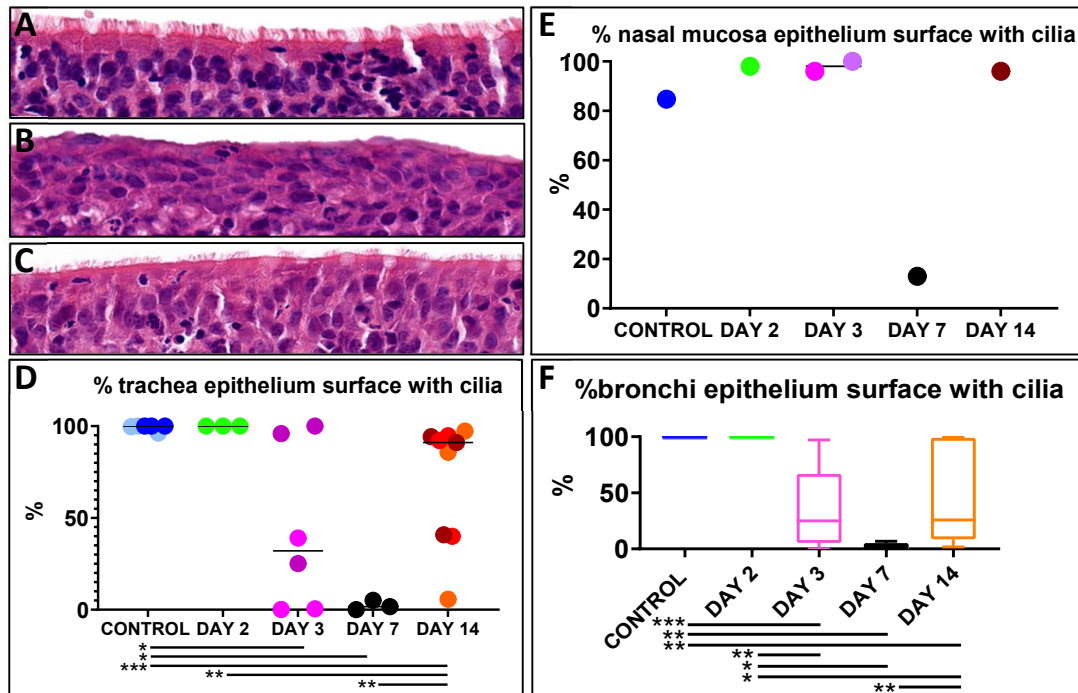 A
B
C
D
% trachea epithelium surface with cilia
100
50
0
%
CONTROL DAY 2 DAY 3 DAY 7 DAY 14
*
*
***
**
**
E
% nasal mucosa epithelium surface with cilia
100
80
60
40
20
0
%
CONTROL DAY 2 DAY 3 DAY 7 DAY 14
F
%bronchi epithelium surface with cilia
100
50
0
%
CONTROL
DAY 2
DAY 3
DAY 7
DAY 14
***
**
**
**
*
*
**